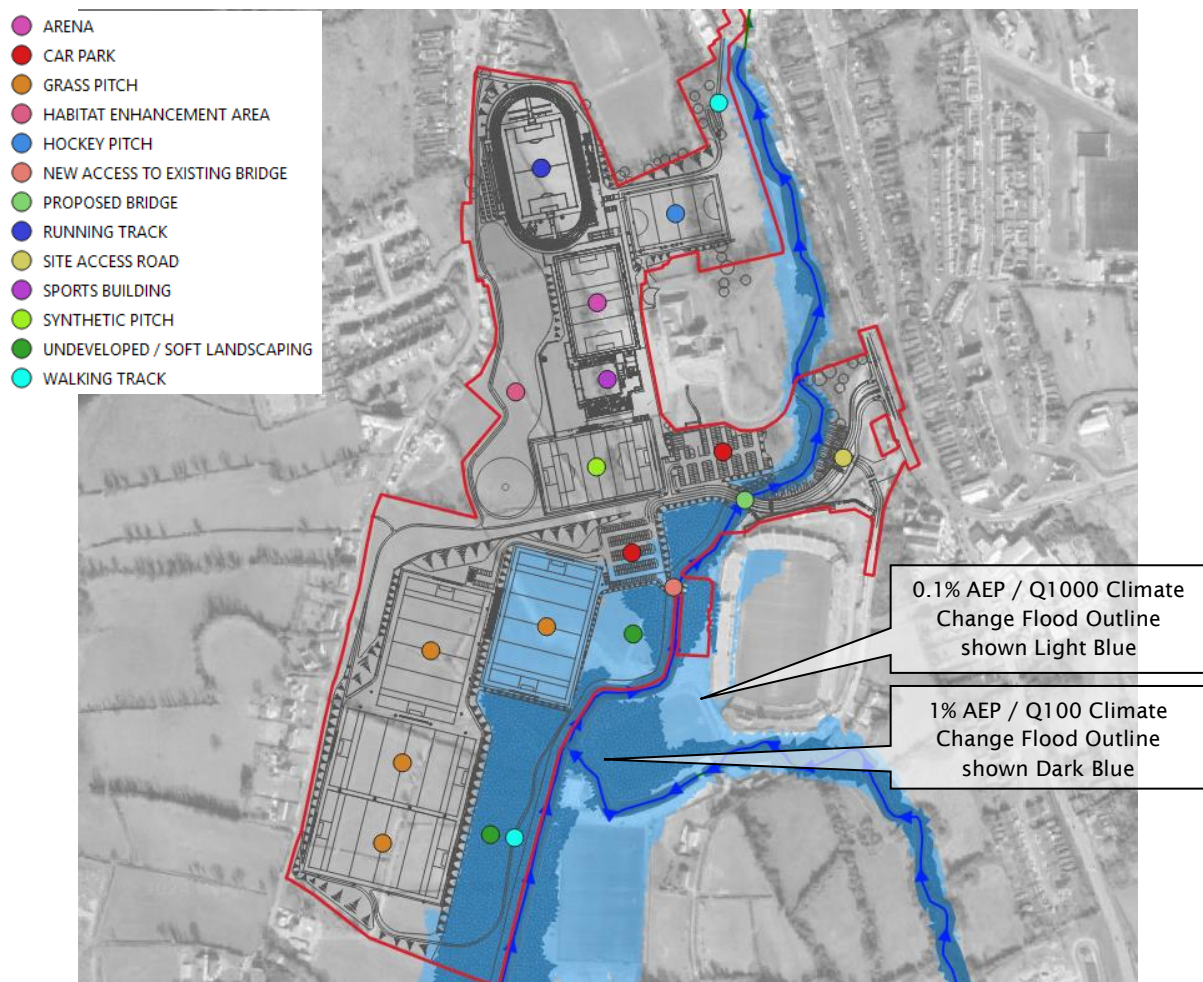 ARENA
CAR PARK
GRASS PITCH
HABITAT ENHANCEMENT AREA
HOCKEY PITCH
NEW ACCESS TO EXISTING BRIDGE
PROPOSED BRIDGE
RUNNING TRACK
SITE ACCESS ROAD
SPORTS BUILDING
SYNTHETIC PITCH
UNDEVELOPED / SOFT LANDSCAPING
WALKING TRACK
0.1% AEP / Q1000 Climate
Change Flood Outline
shown Light Blue
1% AEP / Q100 Climate
Change Flood Outline
shown Dark Blue